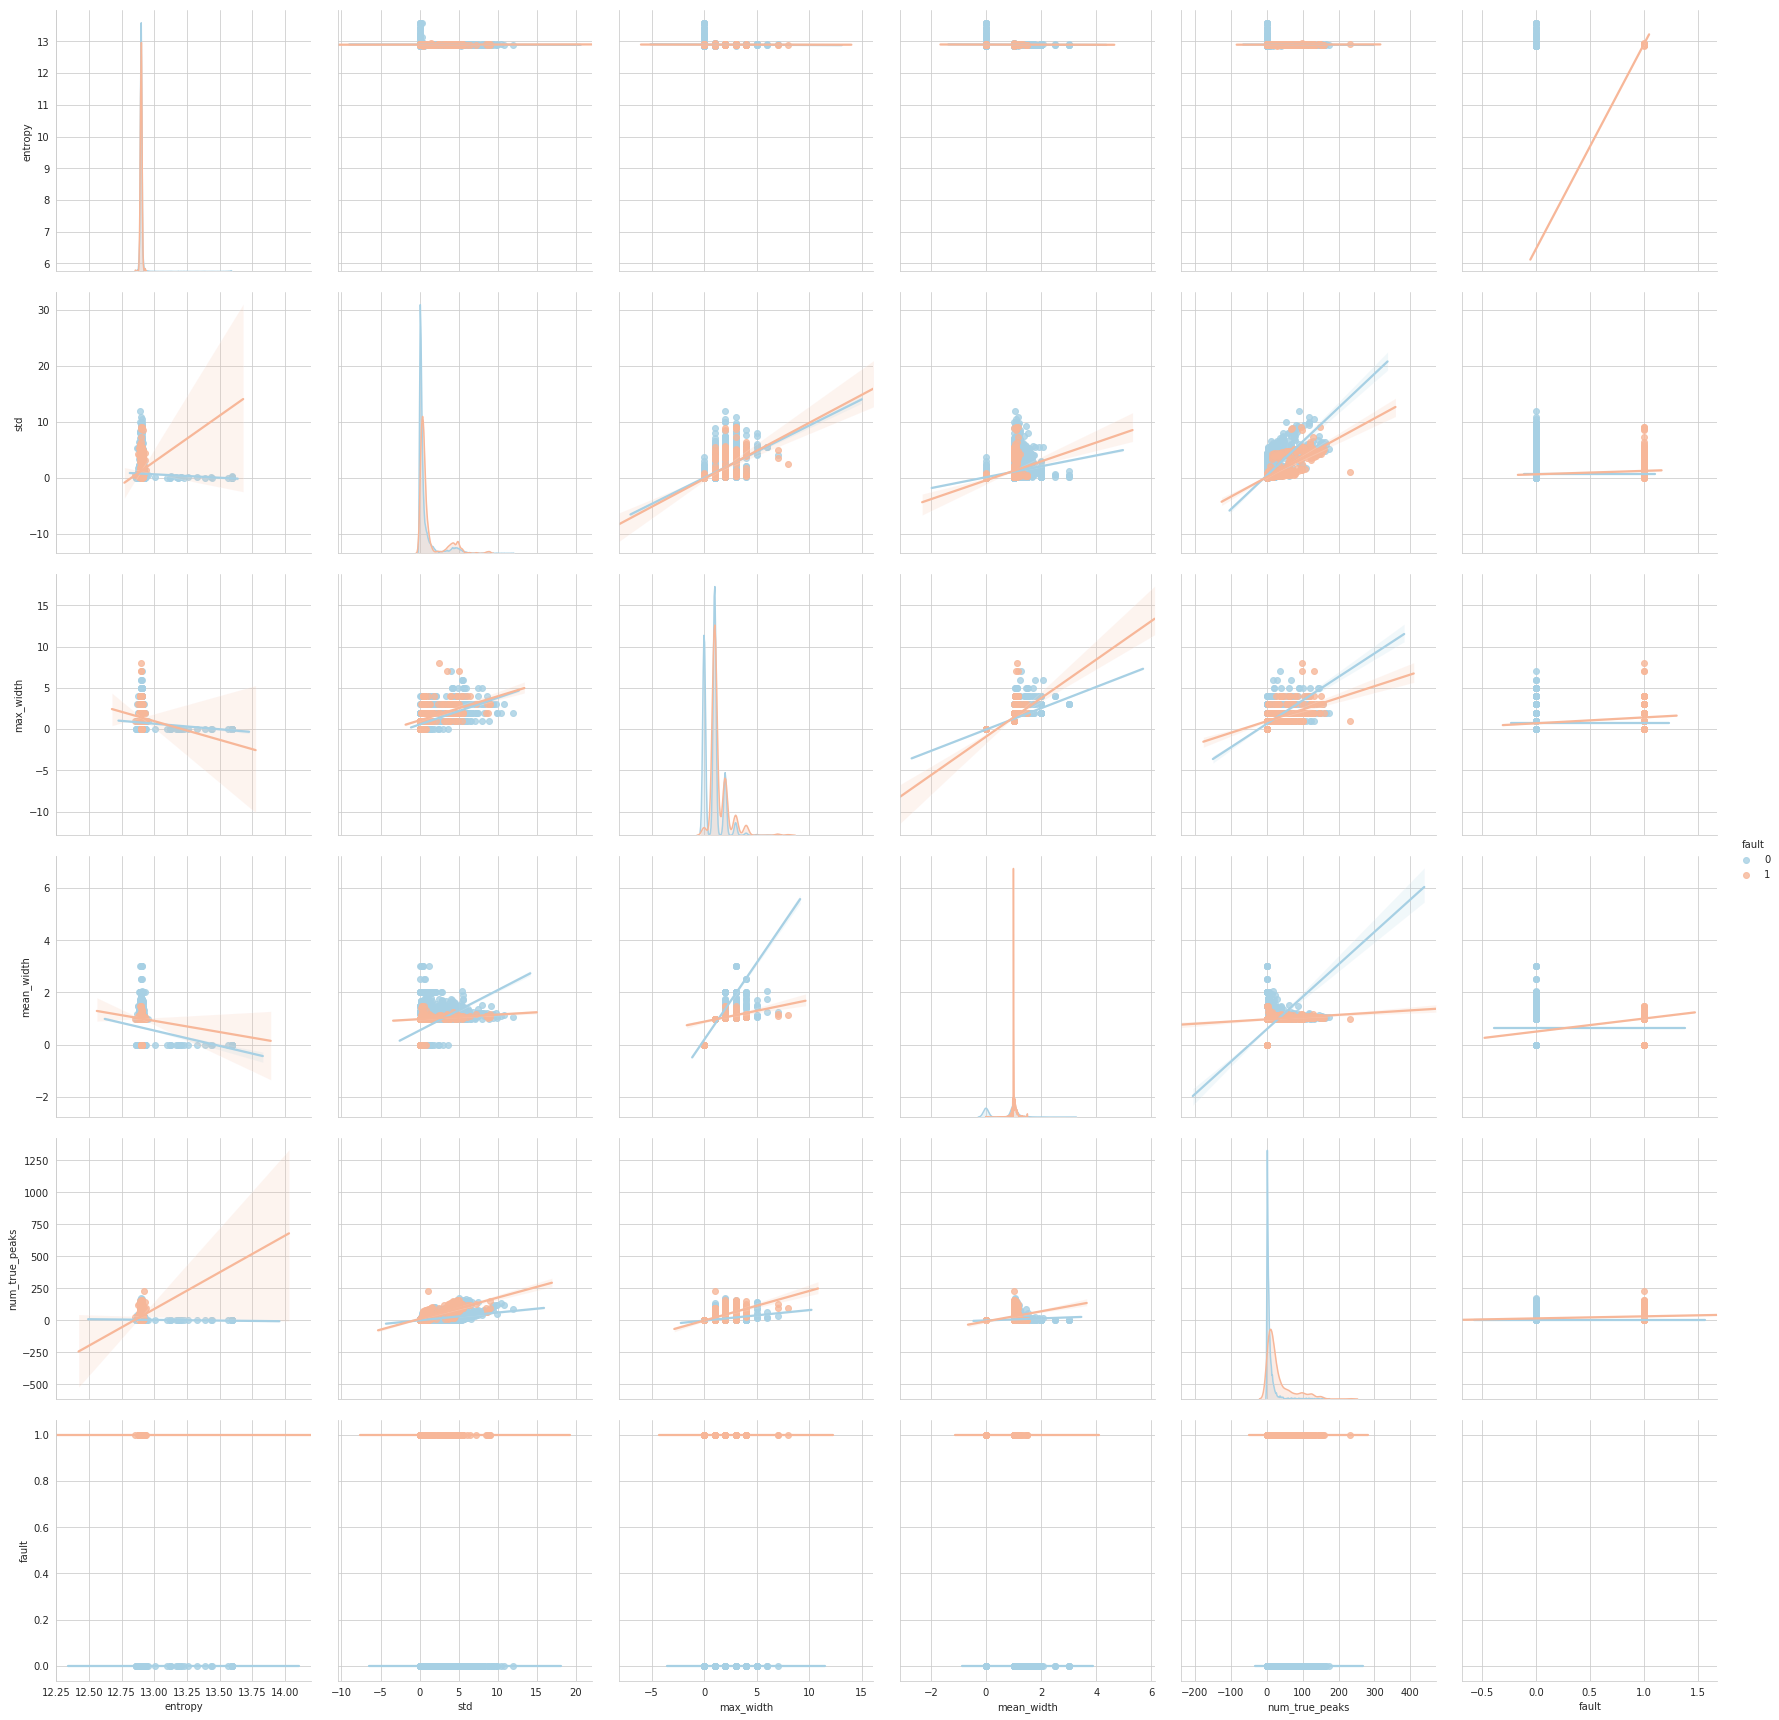 13
12
11
10
9
8
7
6
entropy
30
20
10
0
−10
std
15
10
5
0
−5
−10
max_width
fault
0
1
6
4
2
0
−2
mean_width
1250
1000
750
500
250
0
−250
−500
num_true_peaks
1.0
0.8
0.6
0.4
0.2
0.0
fault
12.25 12.50 12.75 13.00 13.25 13.50 13.75 14.00
entropy
−10 −5 0 5 10 15 20
std
−5 0 5 10 15
max_width
−2 0 2 4 6
mean_width
−200 −100 0 100 200 300 400
num_true_peaks
−0.5 0.0 0.5 1.0 1.5
fault